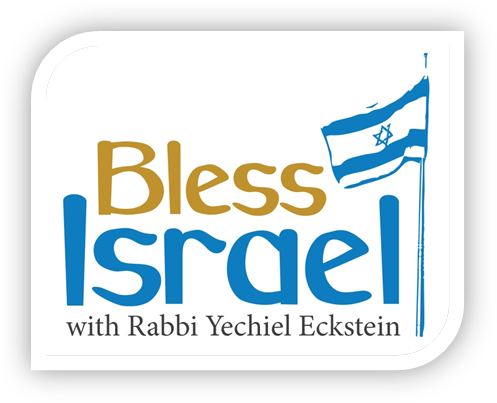 Bless
Israel
with Rabbi Yechiel Eckstein